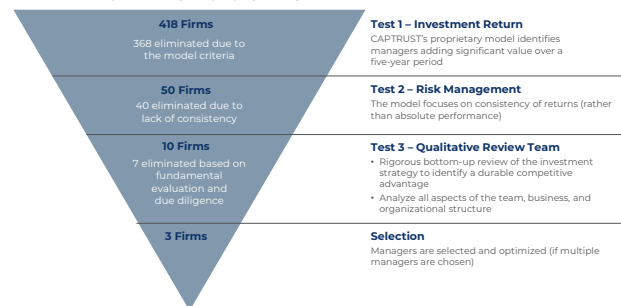 418 Firms
368 eliminated due to
the model criteria
Test 1 – Investment Return
CAPTRUST's proprietary model identifies
managers adding significant value over a
five-year period
50 Firms
40 eliminated due to
lack of consistency
Test 2 – Risk Management
The model focuses on consistency of returns (rather
than absolute performance)
10 Firms
7 eliminated based on
fundamental
evaluation and
due diligence
Test 3 – Qualitative Review Team
• Rigorous bottom-up review of the investment
strategy to identify a durable competitive
advantage
• Analyze all aspects of the team, business, and
organizational structure
3 Firms
Selection
Managers are selected and optimized (if multiple
managers are chosen)